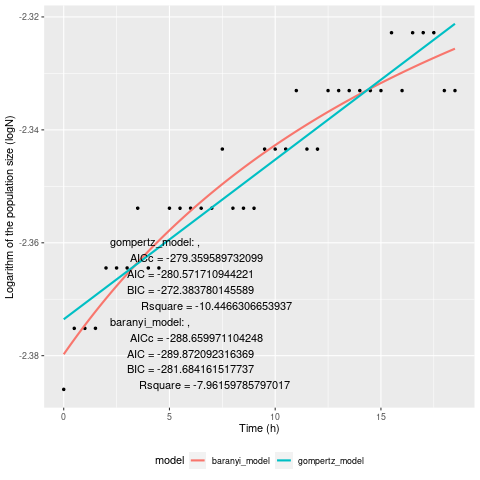 -2.32
-2.34
-2.36
-2.38
Logarithm of the population size (logN)
gompertz_model: ,
AICc = -279.359589732099
AIC = -280.571710944221
BIC = -272.383780145589
Rsquare = -10.4466306653937
baranyi_model: ,
AICc = -288.659971104248
AIC = -289.872092316369
BIC = -281.684161517737
Rsquare = -7.96159785797017
0 5 10 15
Time (h)
model baranyi_model gompertz_model